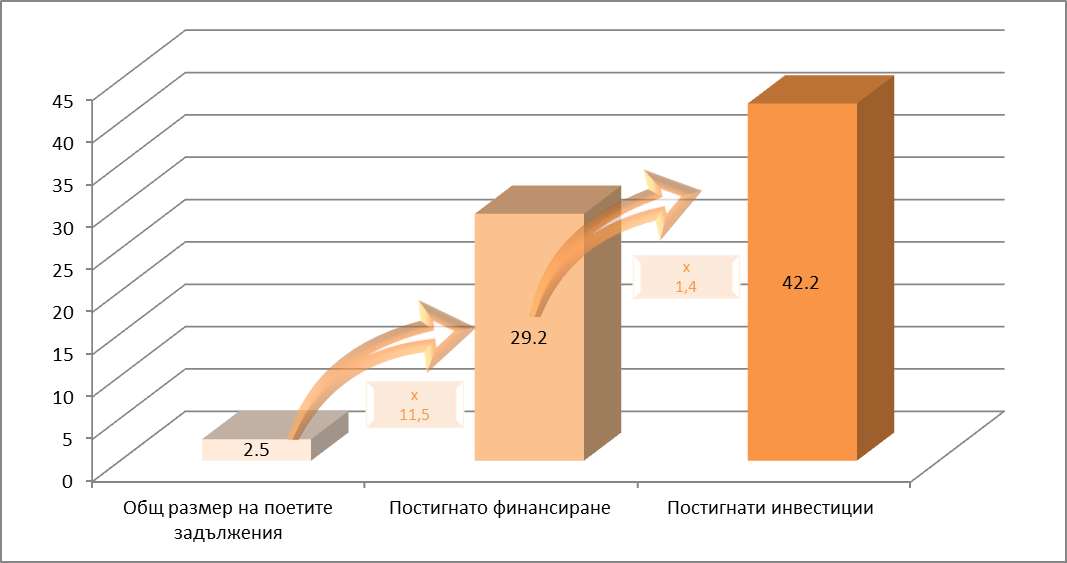 45
40
35
30
25
20
15
10
5
0
2.5
х
11,5
29.2
х
1,4
42.2
Общ размер на поетите
задължения
Постигнато финансиране
Постигнати инвестиции